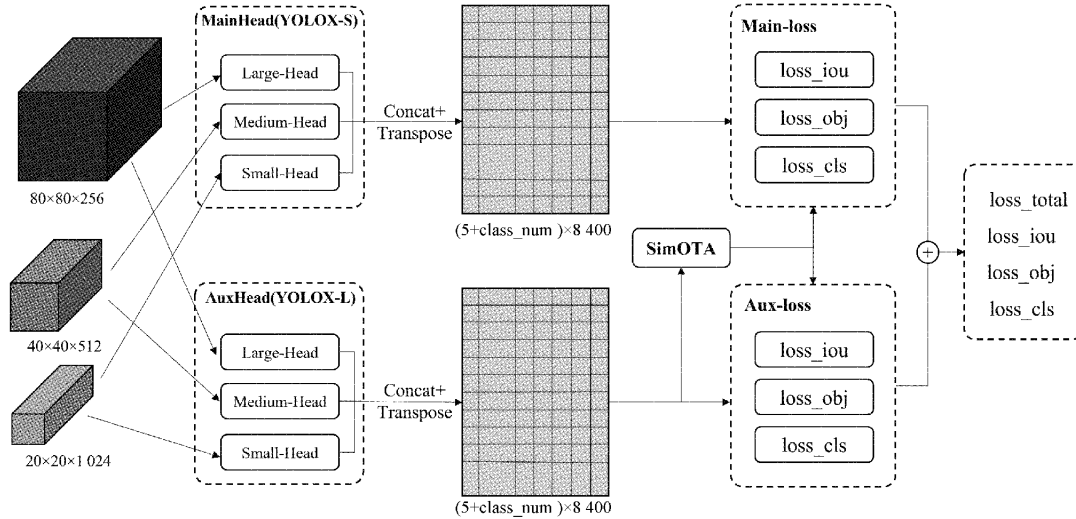 MainHead(YOLOX-S)
Large-Head
Medium-Head
Small-Head
80×80×256
40×40×512
20×20×1 024
AuxHead(YOLOX-L)
Large-Head
Medium-Head
Small-Head
Concat+
Transpose
(5+class_num )×8 400
Concat+
Transpose
(5+class_num )×8 400
SimOTA
Main-loss
loss_iou
loss_obj
loss_cls
Aux-loss
loss_iou
loss_obj
loss_cls
+
loss_total
loss_iou
loss_obj
loss_cls